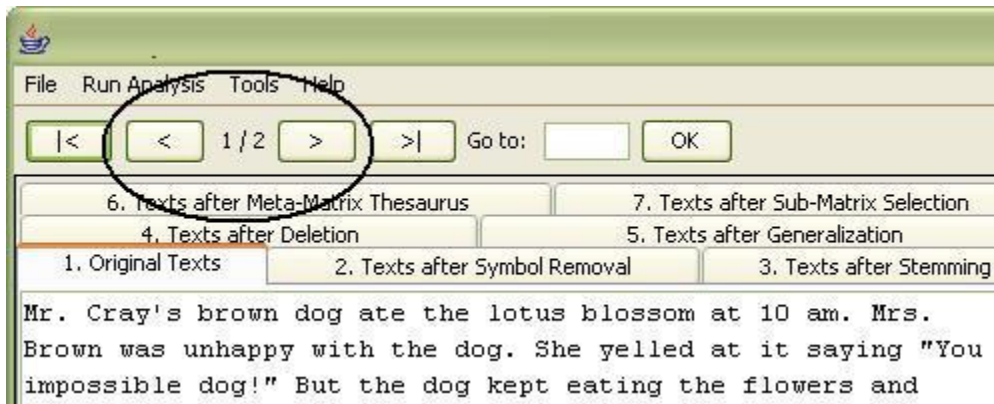 File Run Analysis Tools Help
|< < 1 / 2 > >| Go to: OK
6. Texts after Meta-Matrix Thesaurus 7. Texts after Sub-Matrix Selection
4. Texts after Deletion 5. Texts after Generalization
1. Original Texts 2. Texts after Symbol Removal 3. Texts after Stemming
Mr. Cray's brown dog ate the lotus blossom at 10 am. Mrs.
Brown was unhappy with the dog. She yelled at it saying "You
impossible dog!" But the dog kept eating the flowers and